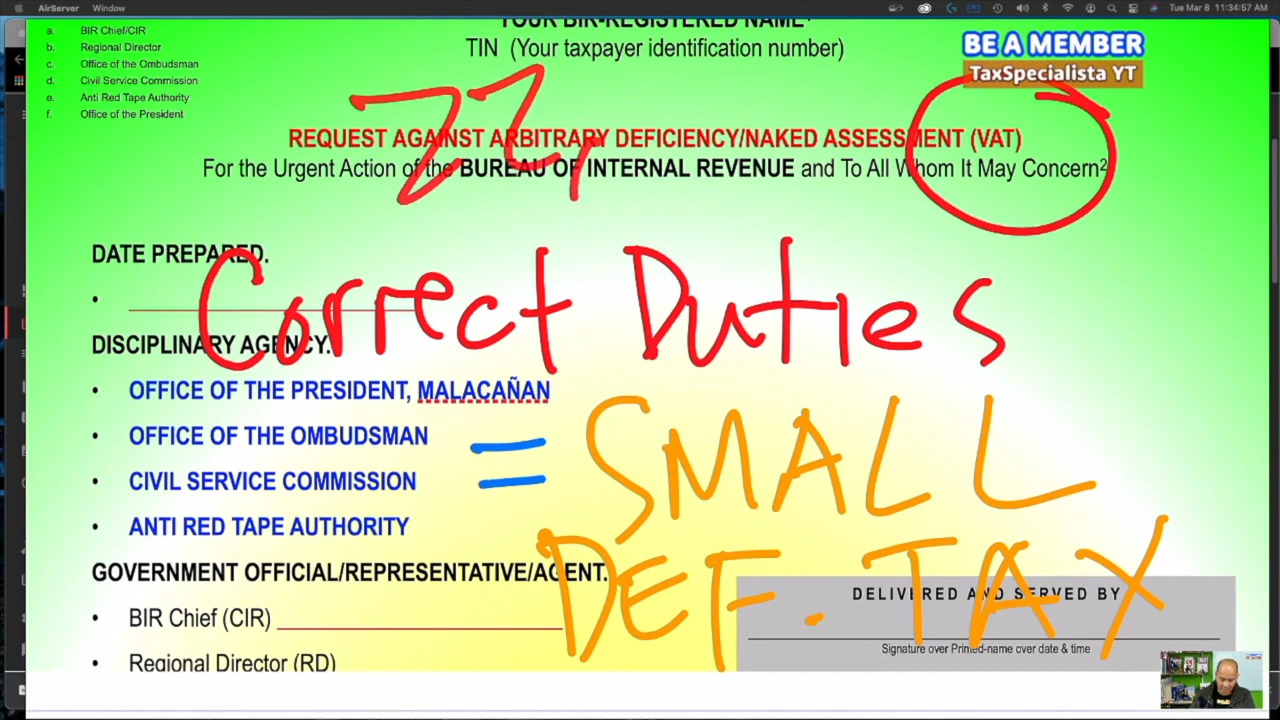 AirServer Window Tue Mar 8 11:34:57 AM
a. BIR Chief/CIR
b. Regional Director
c. Office of the Ombudsman
d. Civil Service Commission
e. Anti Red Tape Authority
f. Office of the President
YOUR BIR-REGISTERED NAME
TIN (Your taxpayer identification number)
BE A MEMBER
TaxSpecialista YT
REQUEST AGAINST ARBITRARY DEFICIENCY/NAKED ASSESSMENT (VAT)
For the Urgent Action of the BUREAU OF INTERNAL REVENUE and To All Whom It May Concern2
DATE PREPARED.
•
Correct Duties
DISCIPLINARY AGENCY.
• OFFICE OF THE PRESIDENT, MALACAÑAN
• OFFICE OF THE OMBUDSMAN
• CIVIL SERVICE COMMISSION
• ANTI RED TAPE AUTHORITY
= SMALL
DEF. TAX
GOVERNMENT OFFICIAL/REPRESENTATIVE/AGENT.
• BIR Chief (CIR)
• Regional Director (RD)
DELIVERED AND SERVED BY
Signature over Printed-name over date & time